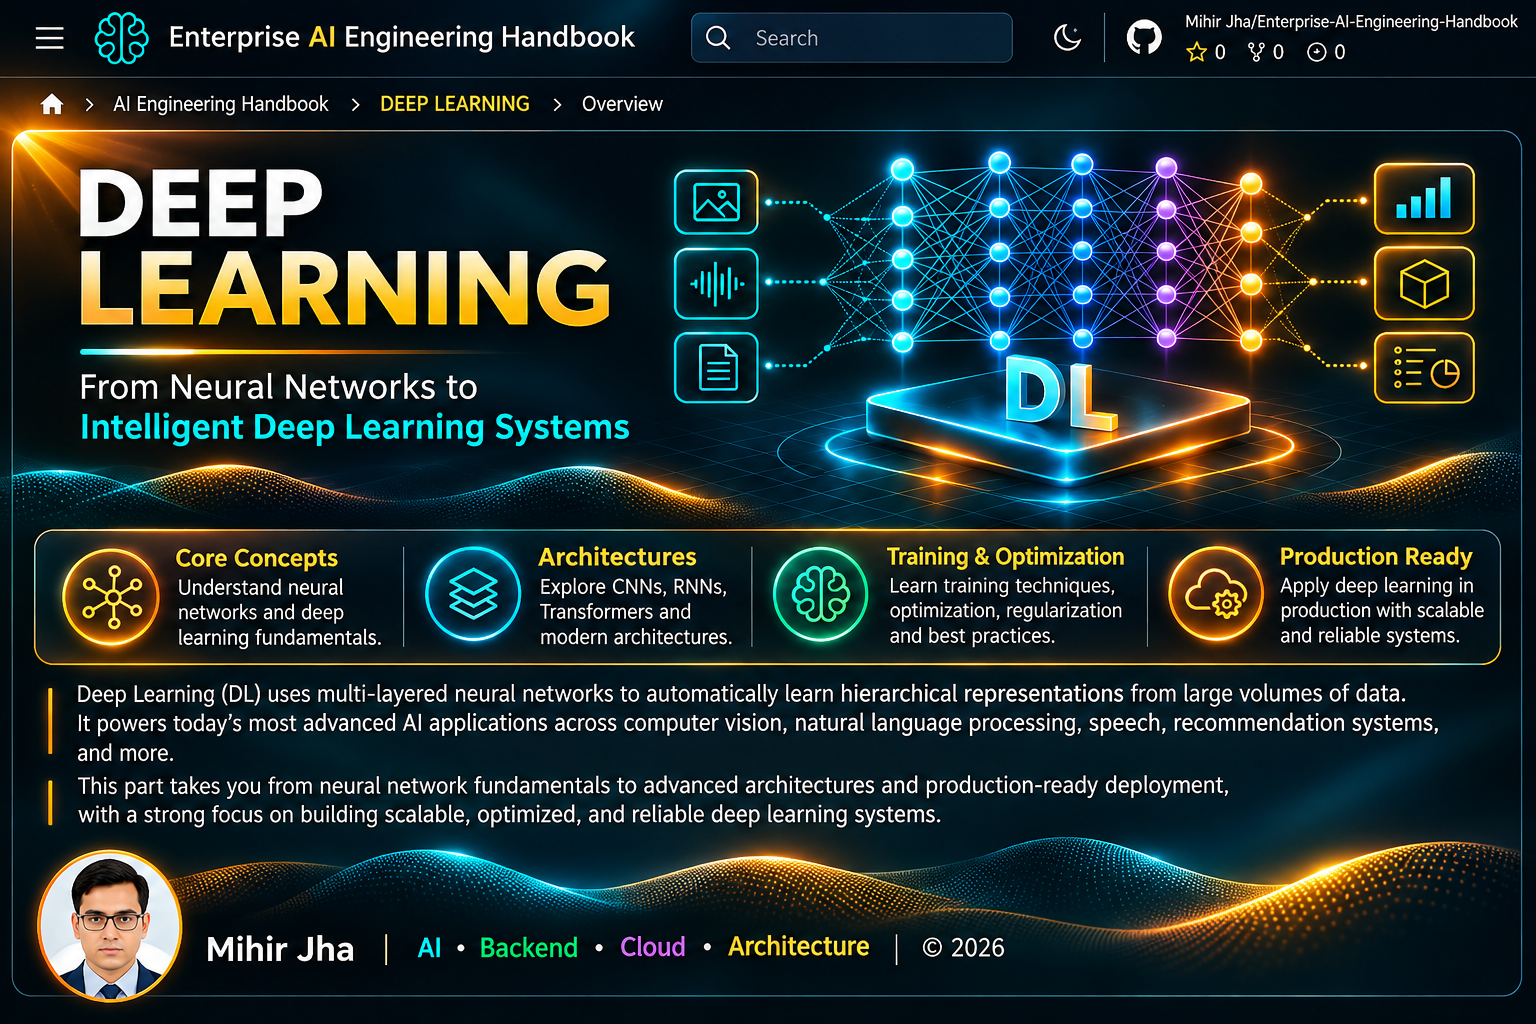 Enterprise AI Engineering Handbook
Search
Mihir Jha/Enterprise-AI-Engineering-Handbook
0 0 0
AI Engineering Handbook > DEEP LEARNING > Overview
DEEP
LEARNING
From Neural Networks to
Intelligent Deep Learning Systems
DL
Core Concepts
Understand neural
networks and deep
learning fundamentals.
Architectures
Explore CNNs, RNNs,
Transformers and
modern architectures.
Training & Optimization
Learn training techniques,
optimization, regularization
and best practices.
Production Ready
Apply deep learning in
production with scalable
and reliable systems.
Deep Learning (DL) uses multi-layered neural networks to automatically learn hierarchical representations from large volumes of data.
It powers today's most advanced AI applications across computer vision, natural language processing, speech, recommendation systems,
and more.
This part takes you from neural network fundamentals to advanced architectures and production-ready deployment,
with a strong focus on building scalable, optimized, and reliable deep learning systems.
Mihir Jha | AI • Backend • Cloud • Architecture | © 2026